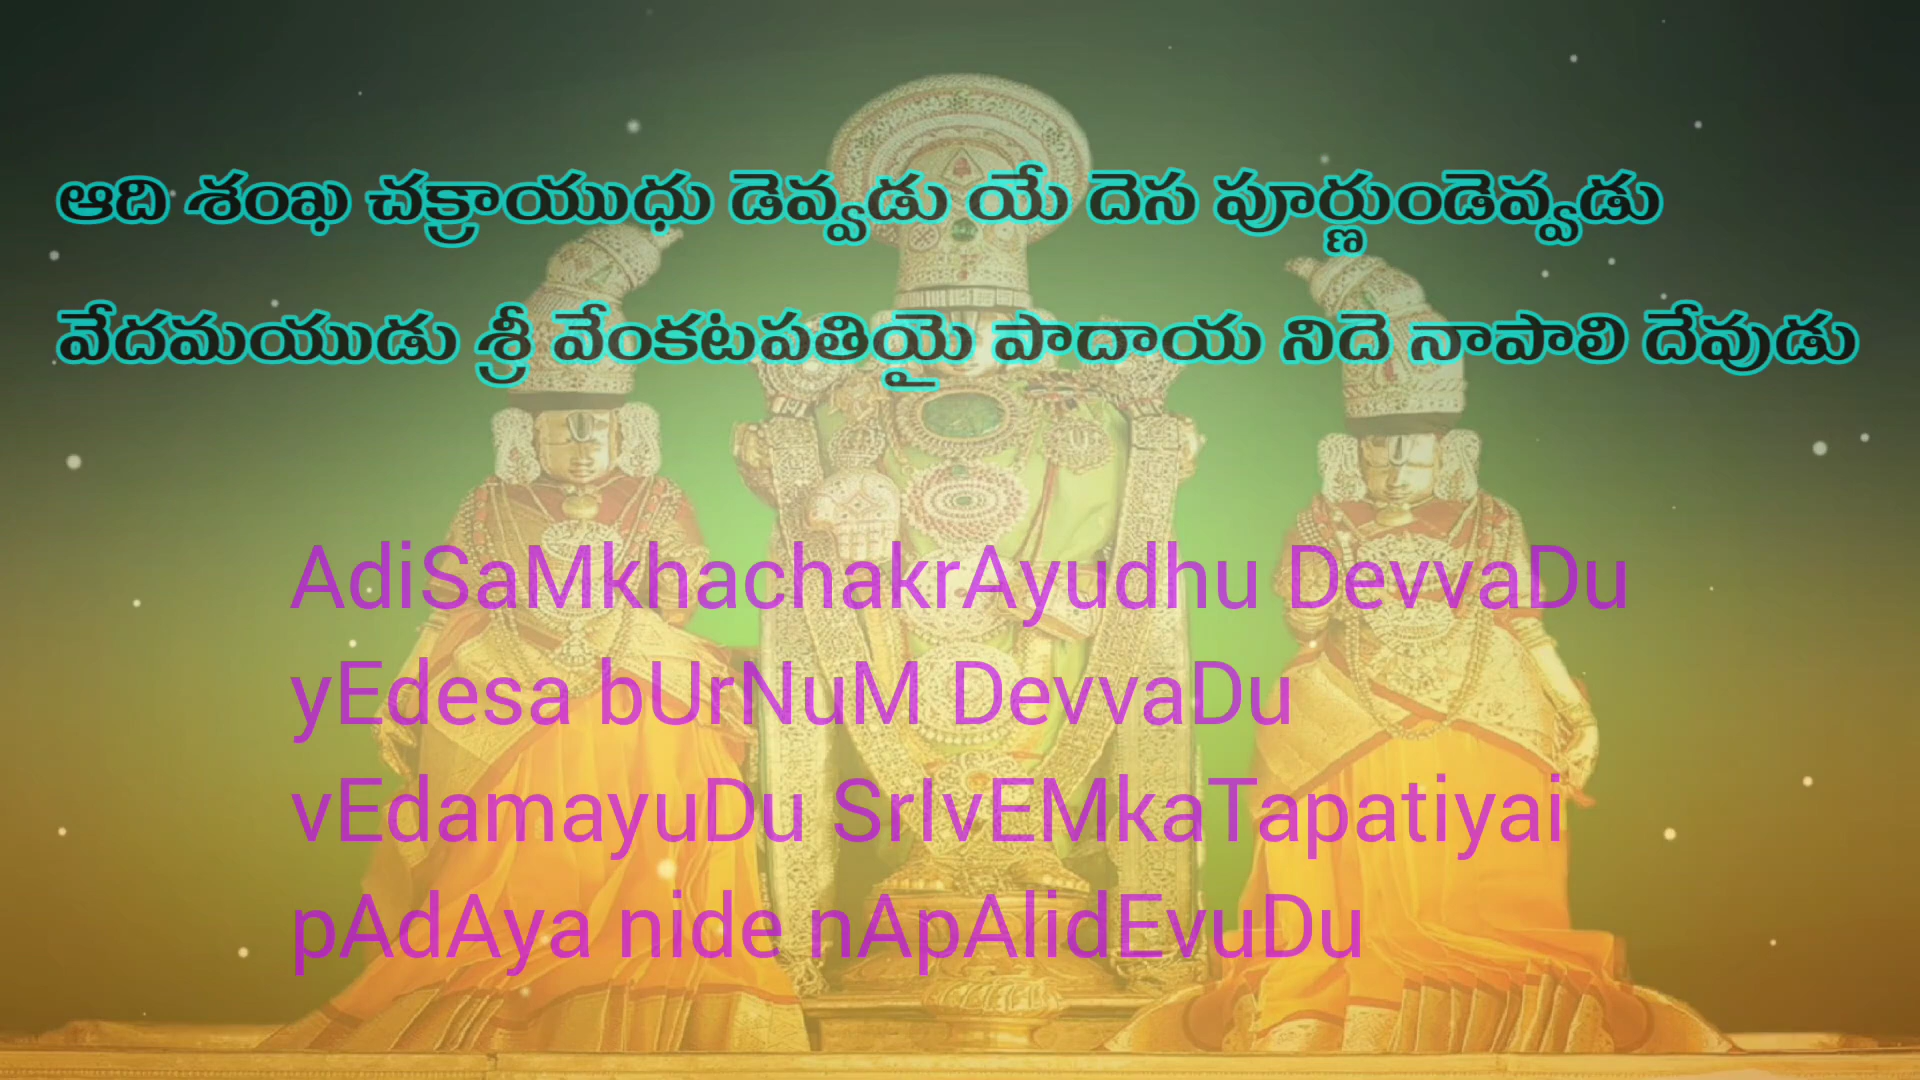 ఆది శంఖ చక్రాయుధు డెవ్వడు యే దెస పూర్ణుండెవ్వడు
వేదమయుడు శ్రీ వేంకటపతియై పాదాయ నిదె నాపాలి దేవుడు
AdiSaMkhachakrAyudhu DevvaDu
yEdesa bUrNuM DevvaDu
vEdamayuDu SrIvEMkaTapatiyai
pAdAya nide nApAlidEvuDu